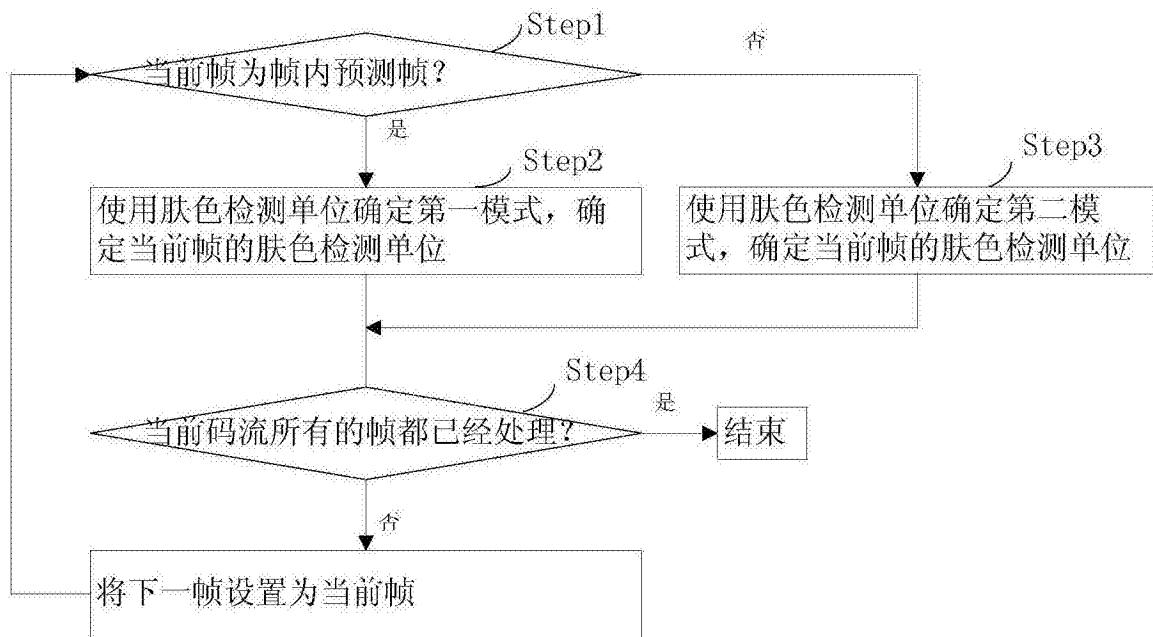 Step1
否
当前帧为帧内预测帧?
是
Step2
Step3
使用肤色检测单位确定第一模式，确
定当前帧的肤色检测单位
使用肤色检测单位确定第二模
式，确定当前帧的肤色检测单位
Step4
是
当前码流所有的帧都已经处理?
结束
否
将下一帧设置为当前帧